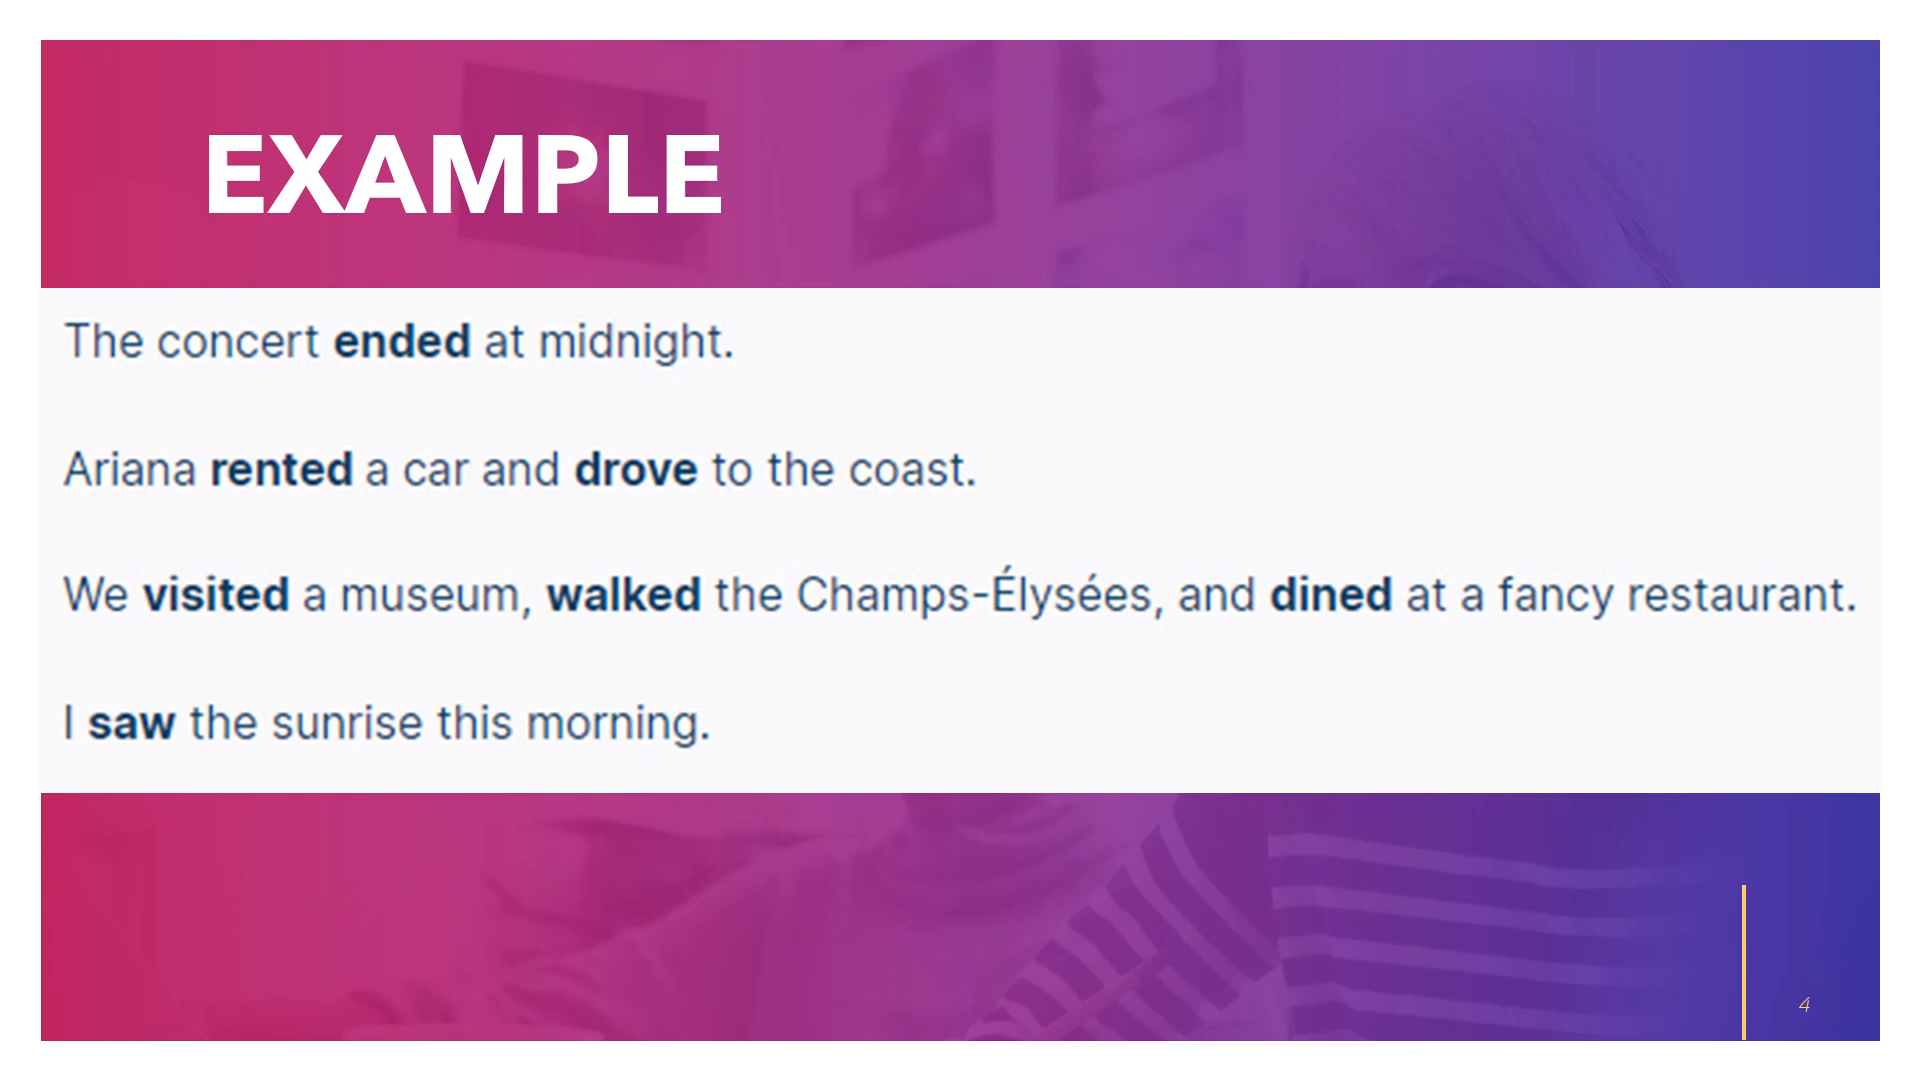 EXAMPLE
The concert ended at midnight.
Ariana rented a car and drove to the coast.
We visited a museum, walked the Champs-Élysées, and dined at a fancy restaurant.
I saw the sunrise this morning.
4